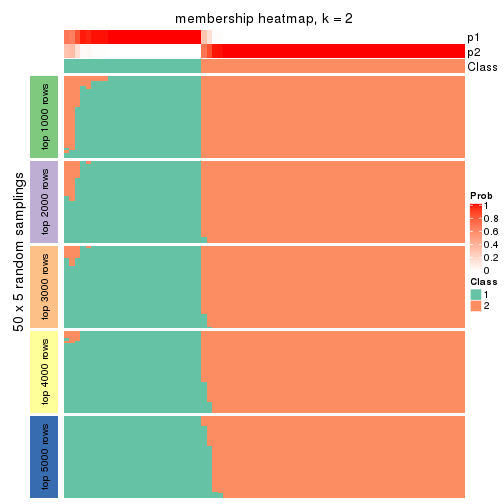 membership heatmap, k = 2
p1
p2
Class
50 x 5 random samplings
top 1000 rows
top 2000 rows
top 3000 rows
top 4000 rows
top 5000 rows
Prob
1
0.8
0.6
0.4
0.2
0
Class
1
2